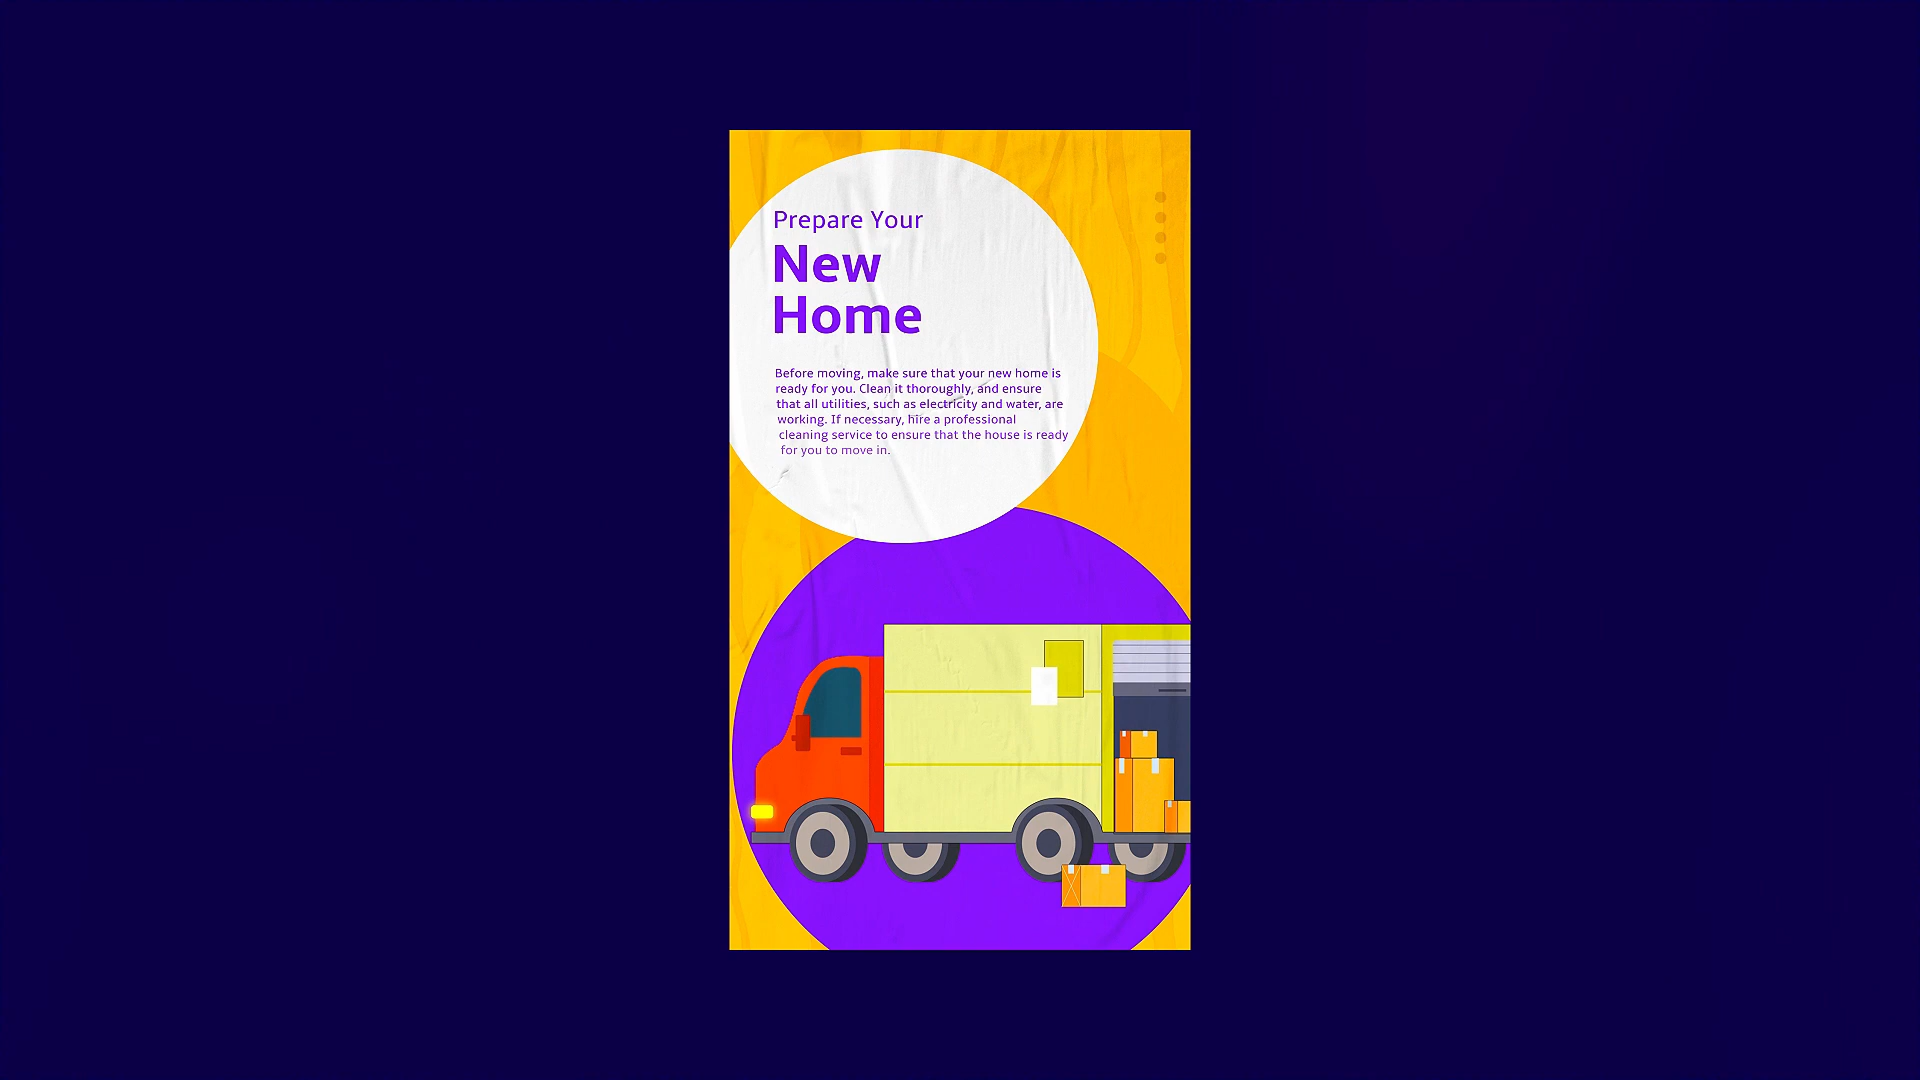 Prepare Your
New
Home
Before moving, make sure that your new home is
ready for you. Clean it thoroughly, and ensure
that all utilities, such as electricity and water, are
working. If necessary, hire a professional
cleaning service to ensure that the house is ready
for you to move in.